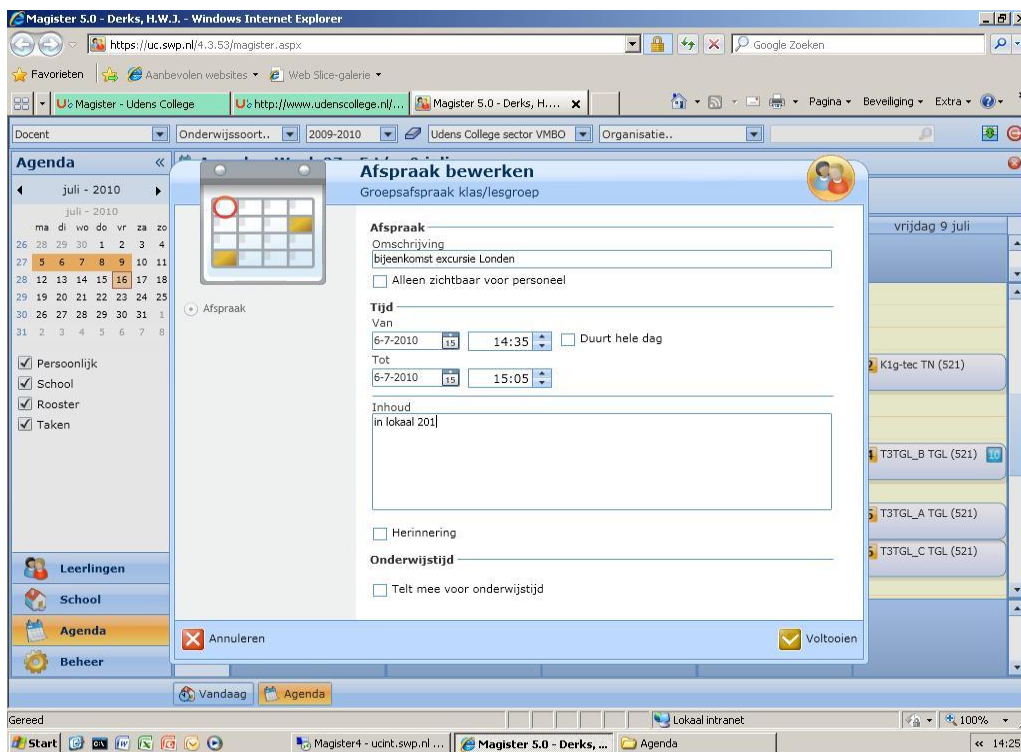 Magister 5.0 - Derks, H.W.J. - Windows Internet Explorer
https://uc.swp.nl/4.3.53/magister.aspx
Google Zoeken
Favorieten
Aanbevolen websites
Web Slice-galerie
Magister - Udens College
http://www.udenscollege.nl/...
Magister 5.0 - Derks, H....
Pagina
Beveiliging
Extra
Docent
Onderwijssoort..
2009-2010
Udens College sector VMBO
Organisatie..
Agenda
«
juli - 2010
juli - 2010
ma di wo do vr za zo
26 28 29 30 1 2 3 4
27 5 6 7 8 9 10 11
28 12 13 14 15 16 17 18
29 19 20 21 22 23 24 25
30 26 27 28 29 30 31 1
31 2 3 4 5 6 7 8
Persoonlijk
School
Rooster
Taken
Leerlingen
School
Agenda
Beheer
Afspraak bewerken
Groepsafspraak klas/lesgroep
Afspraak
Afspraak
Omschrijving
bijeenkomst excursie Londen
Alleen zichtbaar voor personeel
Tijd
Van
6-7-2010 15 14:35 Duurt hele dag
Tot
6-7-2010 15 15:05
Inhoud
in lokaal 201
Herinnering
Onderwijstijd
Telt mee voor onderwijstijd
Annuleren
Voltooien
vrijdag 9 juli
K1g-tec TN (521)
T3TGL_B TGL (521) 10
T3TGL_A TGL (521)
T3TGL_C TGL (521)
Vandaag
Agenda
Gereed
Lokaal intranet
100%
Start
Magister4 - ucint.swp.nl ...
Magister 5.0 - Derks, ...
Agenda
« 14:25